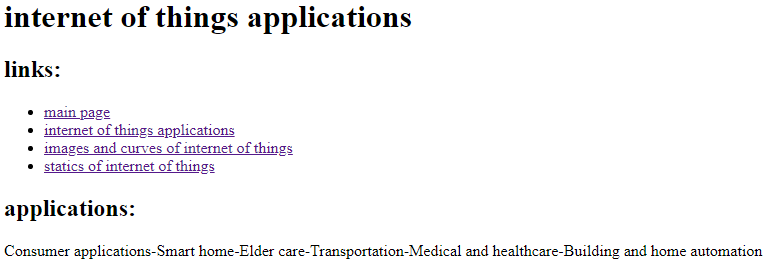 internet of things applications
links:
main page
internet of things applications
images and curves of internet of things
statics of internet of things
applications:
Consumer applications-Smart home-Elder care-Transportation-Medical and healthcare-Building and home automation